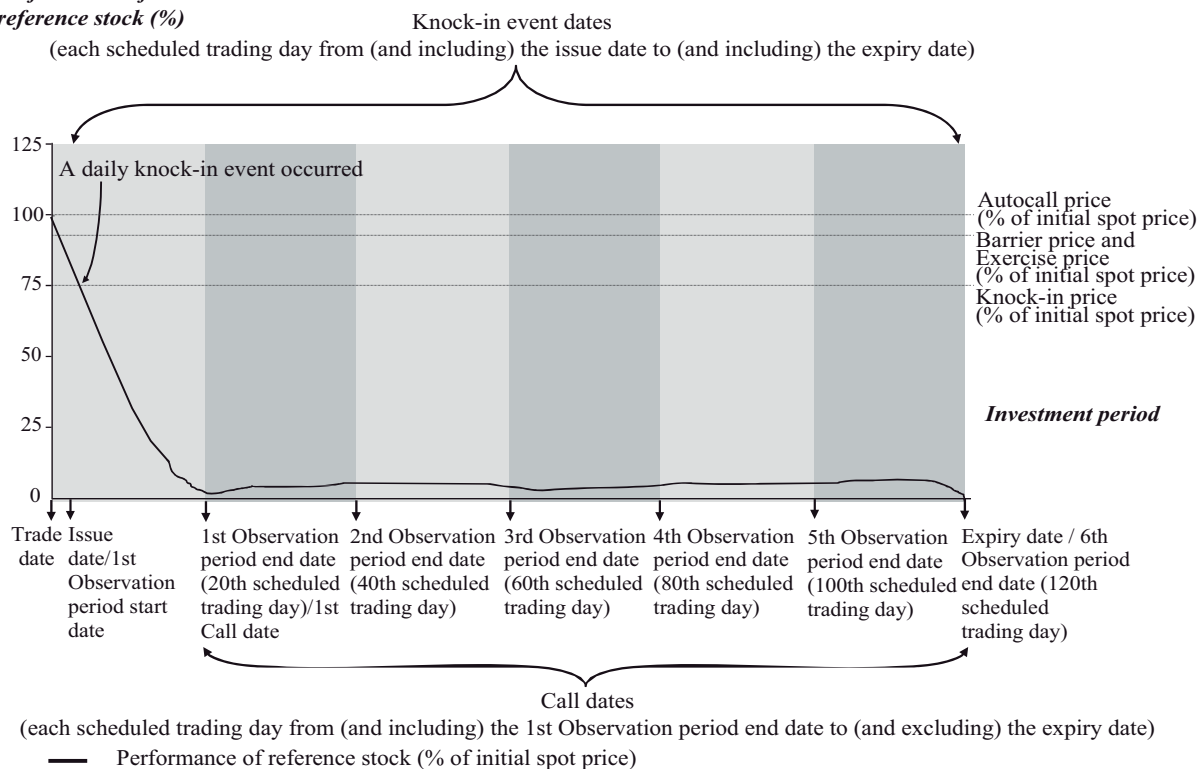 reference stock (%)
Knock-in event dates
(each scheduled trading day from (and including) the issue date to (and including) the expiry date)
125
A daily knock-in event occurred
100
75
50
25
0
Autocall price
(% of initial spot price)
Barrier price and
Exercise price
(% of initial spot price)
Knock-in price
(% of initial spot price)
Investment period
Trade
date
Issue
date/1st
Observation
period start
date
1st Observation
period end date
(20th scheduled
trading day)/1st
Call date
2nd Observation
period end date
(40th scheduled
trading day)
3rd Observation
period end date
(60th scheduled
trading day)
4th Observation
period end date
(80th scheduled
trading day)
5th Observation
period end date
(100th scheduled
trading day)
Expiry date / 6th
Observation period
end date (120th
scheduled
trading day)
Call dates
(each scheduled trading day from (and including) the 1st Observation period end date to (and excluding) the expiry date)
Performance of reference stock (% of initial spot price)